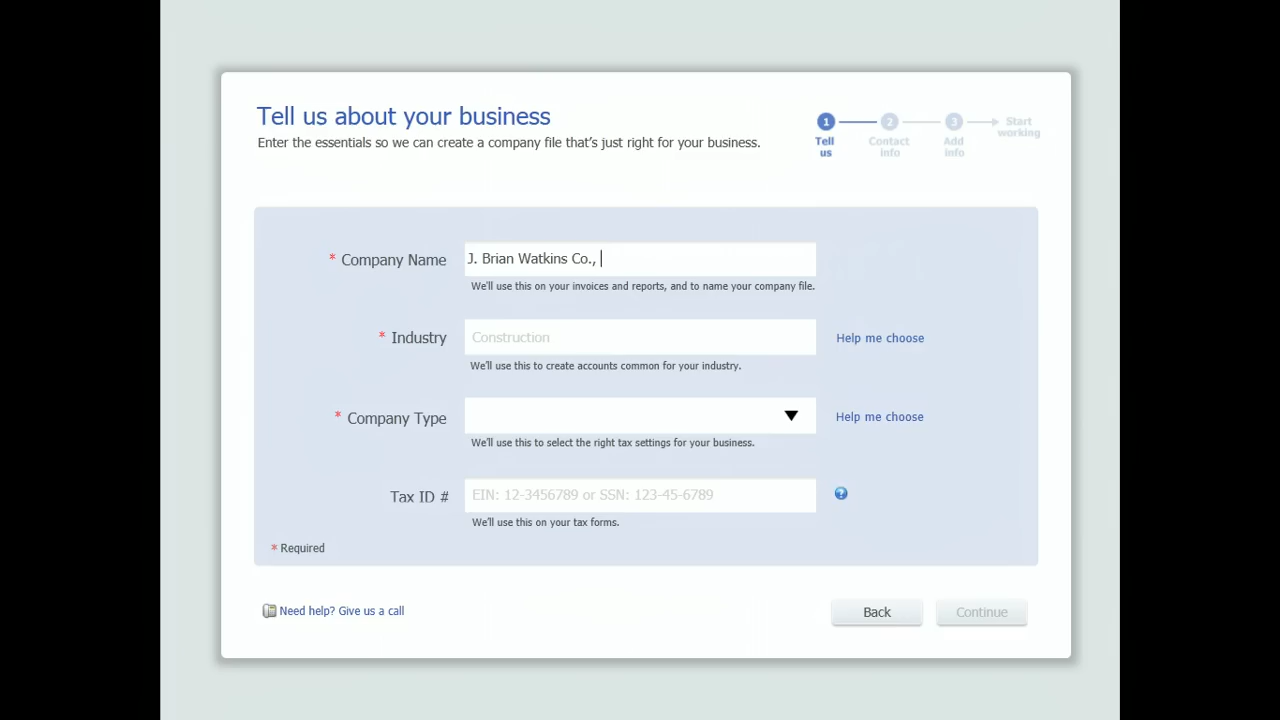 Tell us about your business
Enter the essentials so we can create a company file that's just right for your business.
1 2 3 Start working
Tell us
Contact info
Add info
* Company Name J. Brian Watkins Co.,
We'll use this on your invoices and reports, and to name your company file.
* Industry Construction Help me choose
We'll use this to create accounts common for your industry.
* Company Type Help me choose
We'll use this to select the right tax settings for your business.
Tax ID # EIN: 12-3456789 or SSN: 123-45-6789 ?
We'll use this on your tax forms.
* Required
Need help? Give us a call Back Continue